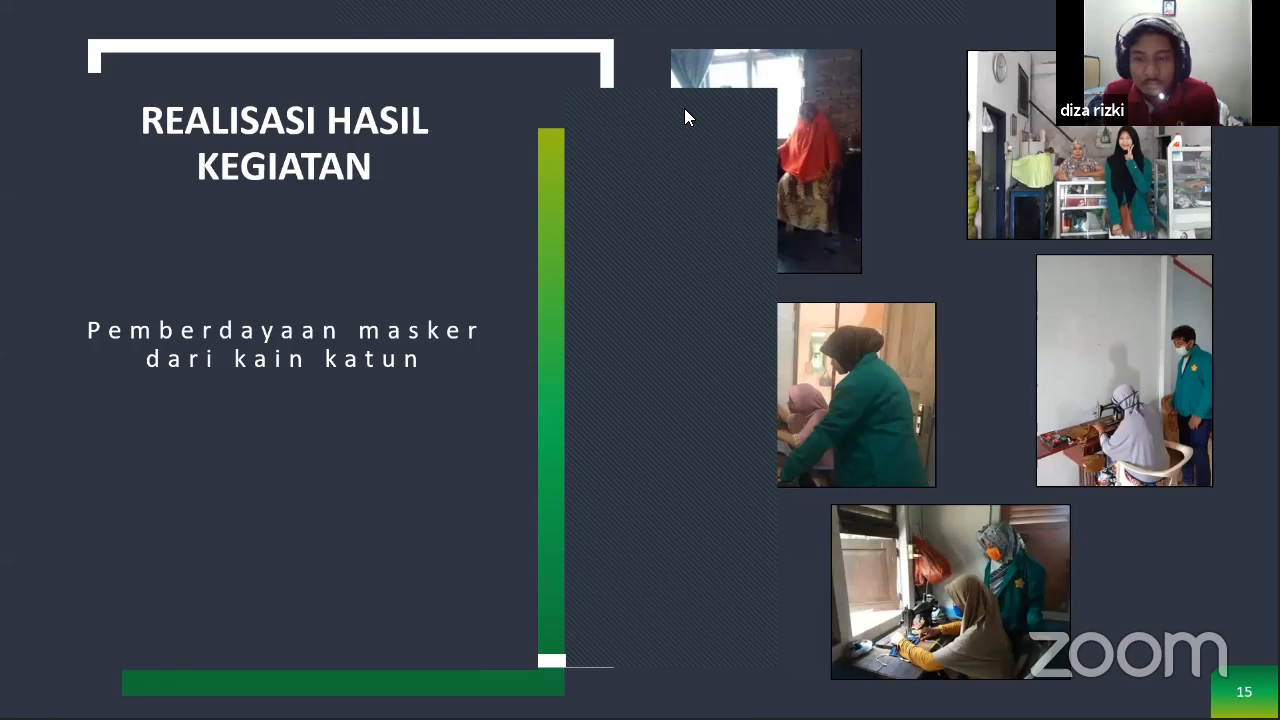 REALISASI HASIL
KEGIATAN
Pemberdayaan masker
dari kain katun
diza rizki
zoom
15